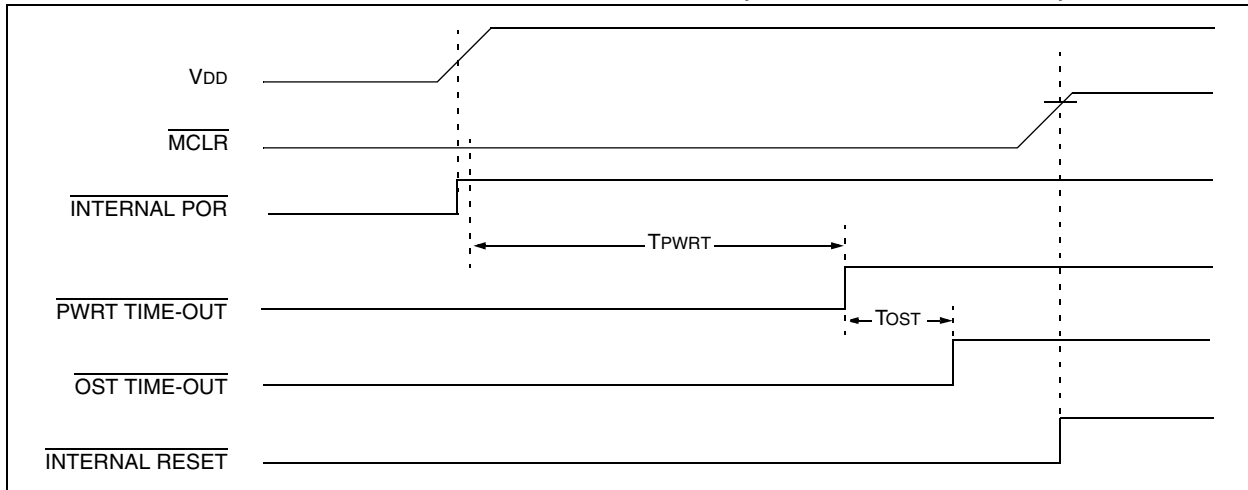 VDD
MCLR
INTERNAL POR
TPWRT
PWRT TIME-OUT
TOST
OST TIME-OUT
INTERNAL RESET